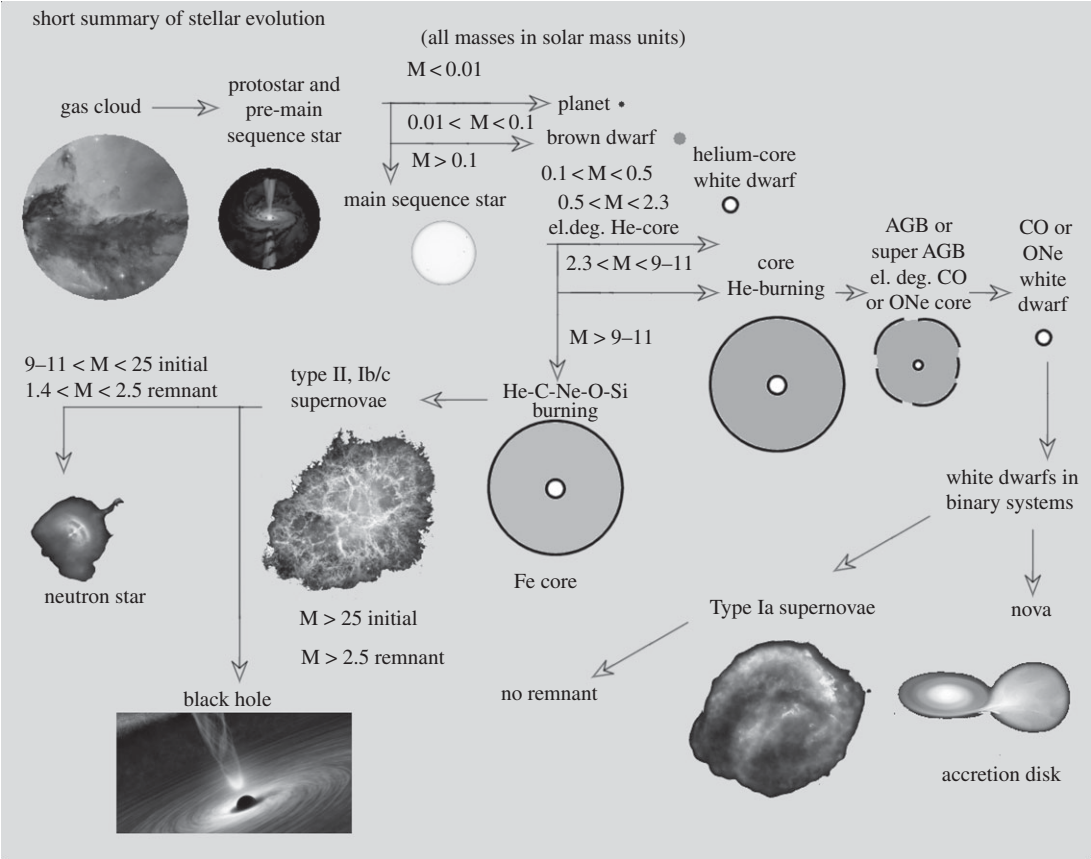 short summary of stellar evolution
(all masses in solar mass units)
gas cloud
protostar and
pre-main
sequence star
M < 0.01
planet
0.01 < M < 0.1
brown dwarf
M > 0.1
main sequence star
helium-core
white dwarf
0.1 < M < 0.5
0.5 < M < 2.3
el.deg. He-core
2.3 < M < 9–11
core
He-burning
AGB or
super AGB
el. deg. CO
or ONe core
CO or
ONe
white
dwarf
M > 9–11
He-C-Ne-O-Si
burning
Fe core
type II, Ib/c
supernovae
9–11 < M < 25 initial
1.4 < M < 2.5 remnant
neutron star
M > 25 initial
M > 2.5 remnant
black hole
white dwarfs in
binary systems
Type Ia supernovae
no remnant
nova
accretion disk